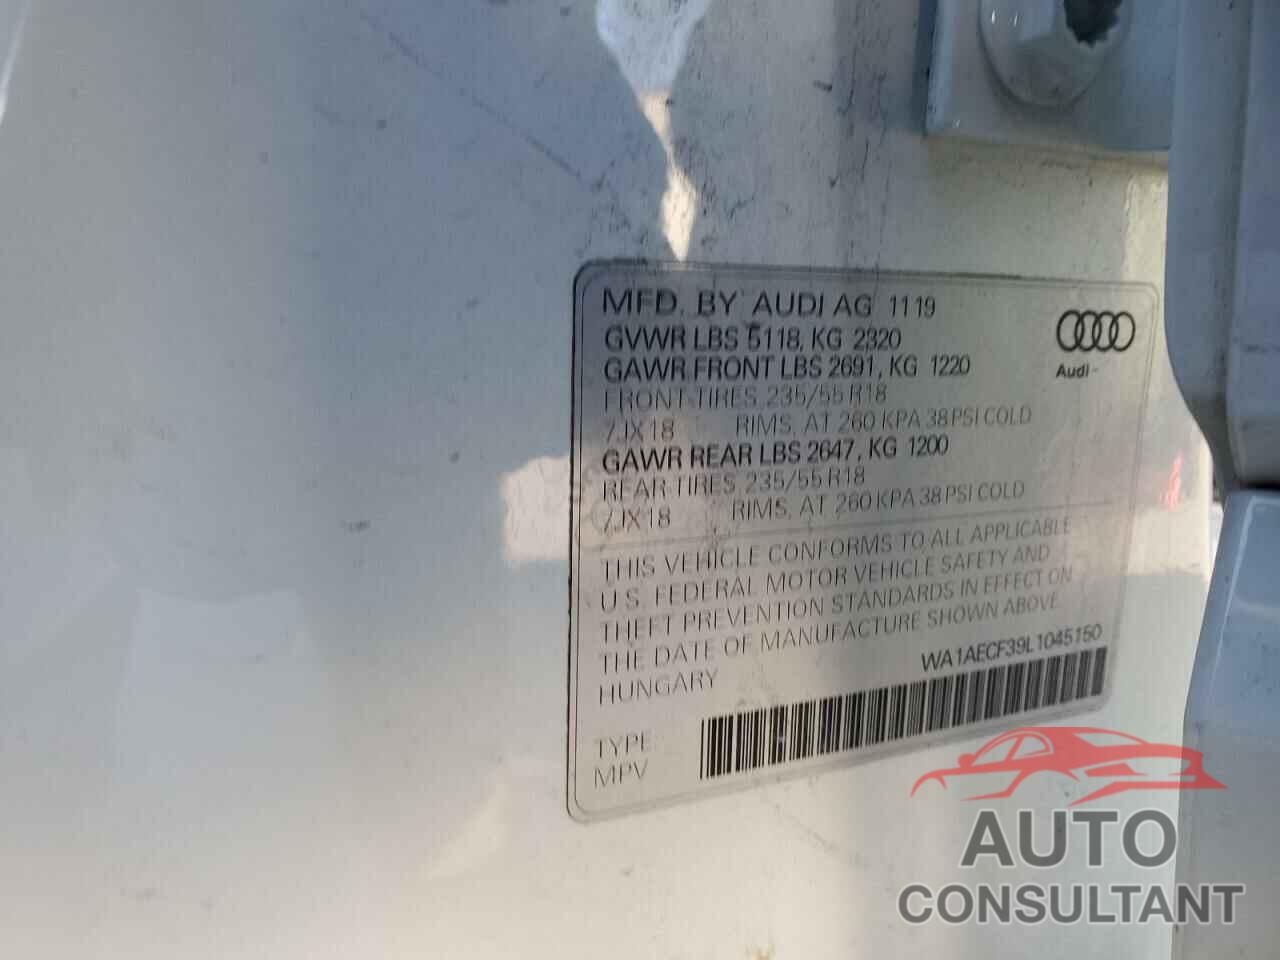 MFD. BY AUDI AG 1119
GVWR LBS 5118, KG 2320
GAWR FRONT LBS 2691, KG 1220
FRONT-TIRES, 235/55 R18
7JX18 RIMS, AT 260 KPA 38 PSI COLD
GAWR REAR LBS 2647, KG 1200
REAR-TIRES, 235/55 R18
7JX18 RIMS, AT 260 KPA 38 PSI COLD
THIS VEHICLE CONFORMS TO ALL APPLICABLE
U.S. FEDERAL MOTOR VEHICLE SAFETY AND
THEFT PREVENTION STANDARDS IN EFFECT ON
THE DATE OF MANUFACTURE SHOWN ABOVE.
HUNGARY
WA1AECF39L1045150
TYPE:
MPV
Audi
AUTO
CONSULTANT